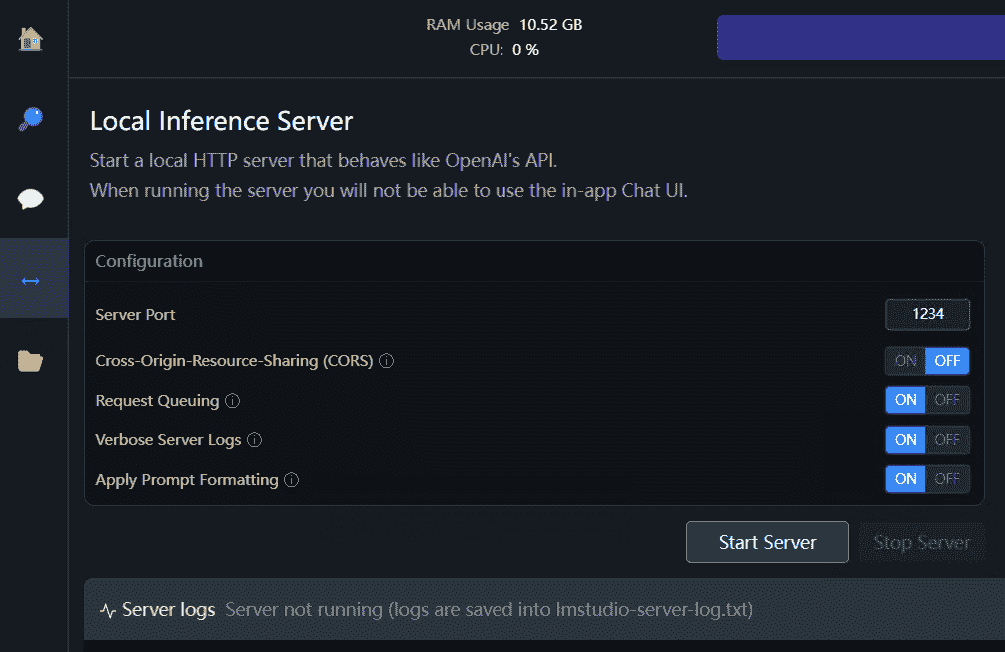 RAM Usage 10.52 GB
CPU: 0 %
Local Inference Server
Start a local HTTP server that behaves like OpenAI's API.
When running the server you will not be able to use the in-app Chat UI.
Configuration
Server Port 1234
Cross-Origin-Resource-Sharing (CORS) ON OFF
Request Queuing ON OFF
Verbose Server Logs ON OFF
Apply Prompt Formatting ON OFF
Start Server Stop Server
Server logs Server not running (logs are saved into lmstudio-server-log.txt)